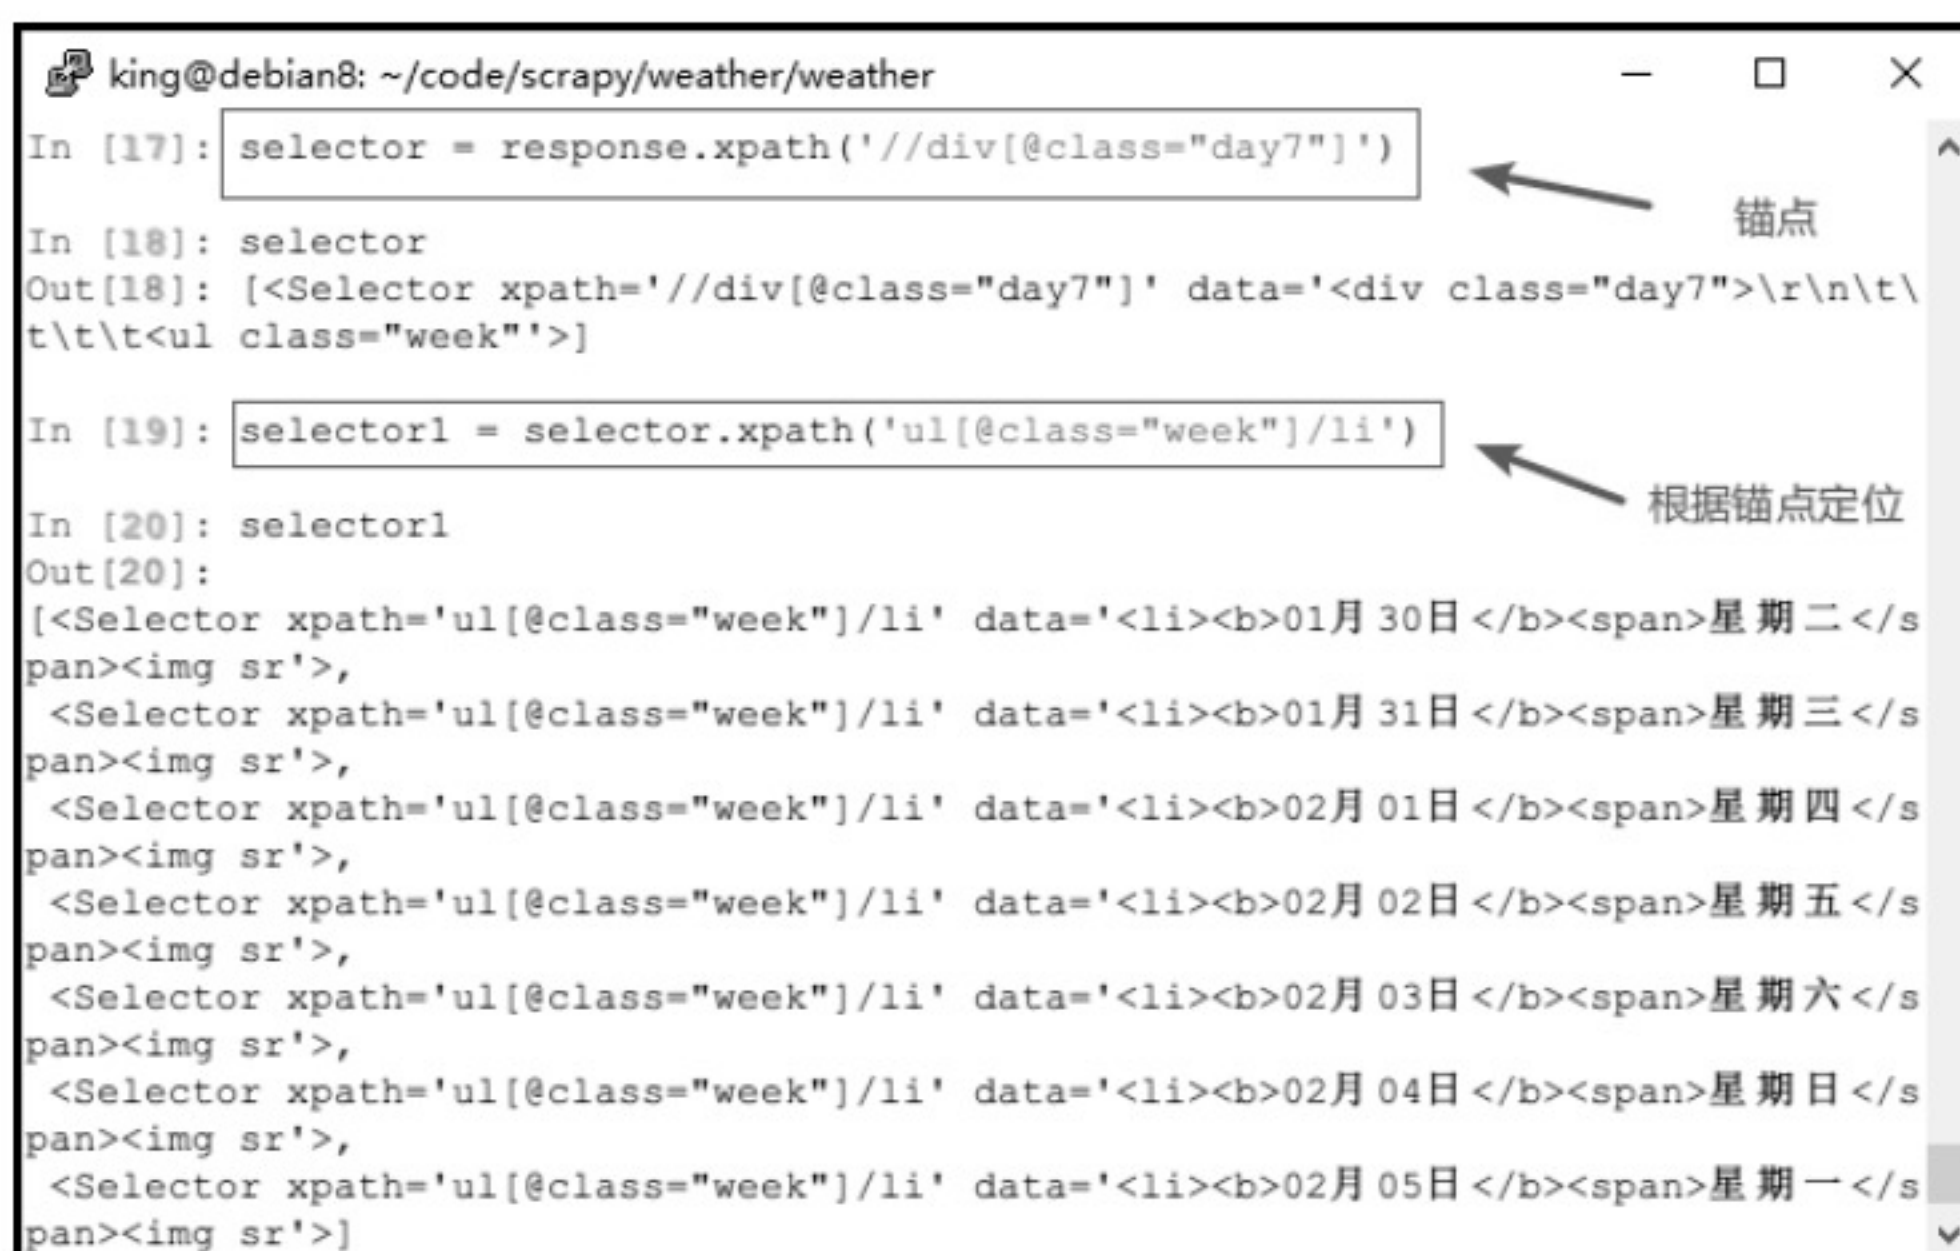 king@debian8: ~/code/scrapy/weather/weather
In [17]: selector = response.xpath('//div[@class="day7"]')
锚点
In [18]: selector
Out[18]: [<Selector xpath='//div[@class="day7"]' data='<div class="day7">\r\n\t\
t\t\t<ul class="week"'>]
In [19]: selector1 = selector.xpath('ul[@class="week"]/li')
根据锚点定位
In [20]: selector1
Out[20]:
[<Selector xpath='ul[@class="week"]/li' data='<li><b>01月30日</b><span>星期二</s
pan><img sr'>,
<Selector xpath='ul[@class="week"]/li' data='<li><b>01月31日</b><span>星期三</s
pan><img sr'>,
<Selector xpath='ul[@class="week"]/li' data='<li><b>02月01日</b><span>星期四</s
pan><img sr'>,
<Selector xpath='ul[@class="week"]/li' data='<li><b>02月02日</b><span>星期五</s
pan><img sr'>,
<Selector xpath='ul[@class="week"]/li' data='<li><b>02月03日</b><span>星期六</s
pan><img sr'>,
<Selector xpath='ul[@class="week"]/li' data='<li><b>02月04日</b><span>星期日</s
pan><img sr'>,
<Selector xpath='ul[@class="week"]/li' data='<li><b>02月05日</b><span>星期一</s
pan><img sr'>]